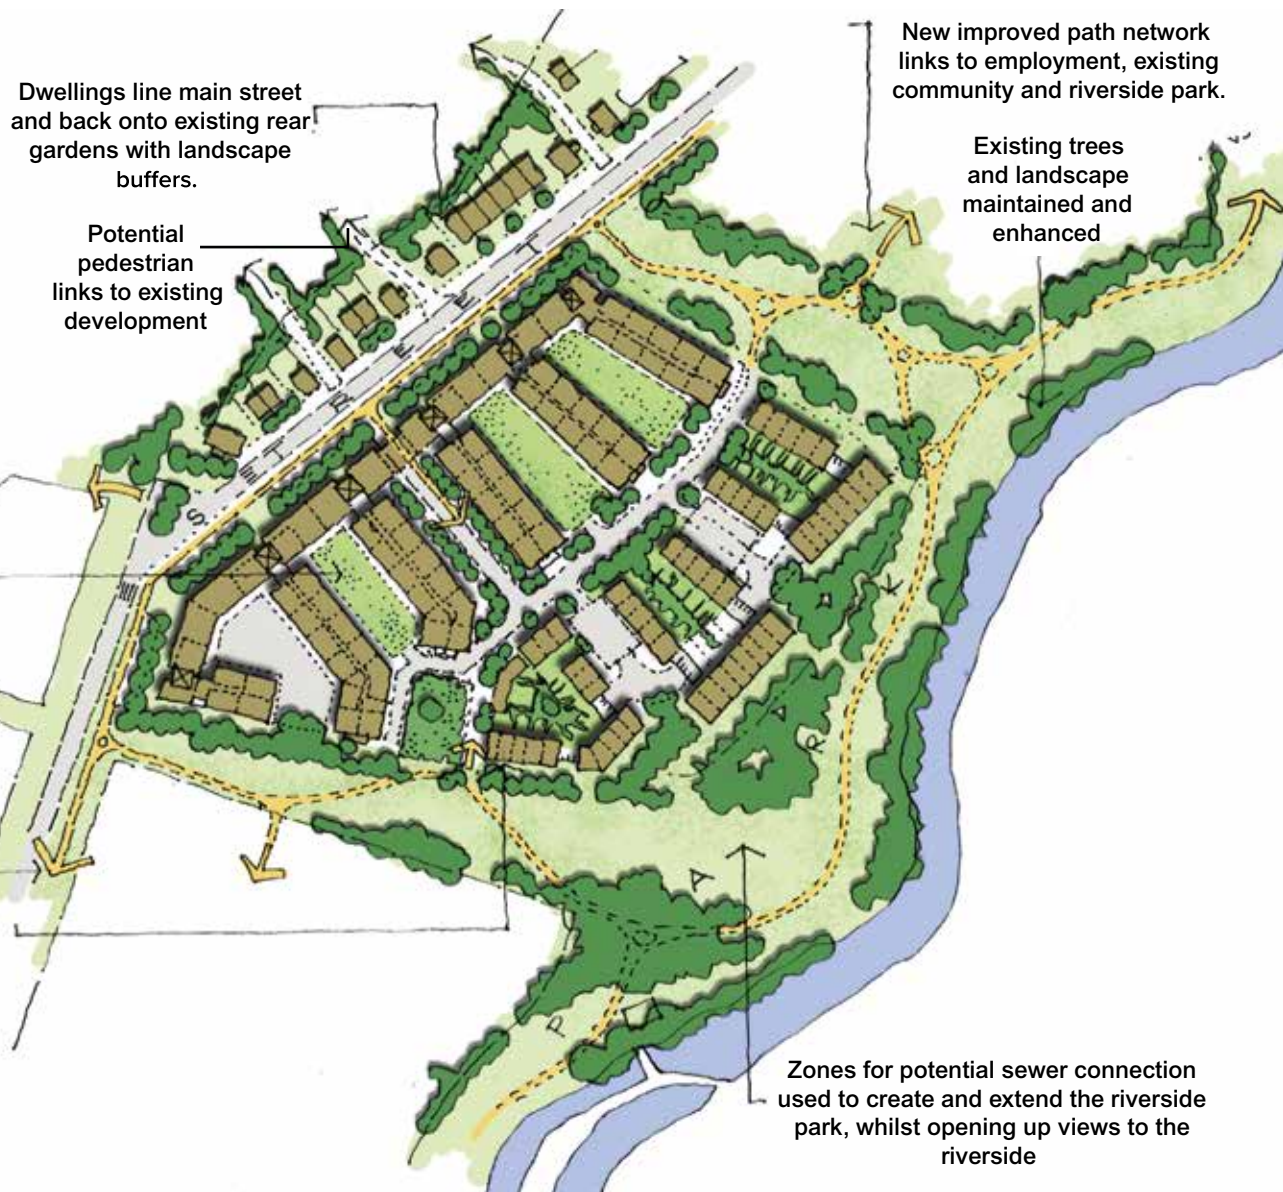 New improved path network
links to employment, existing
community and riverside park.
Dwellings line main street
and back onto existing rear
gardens with landscape
buffers.
Existing trees
and landscape
maintained and
enhanced
Potential
pedestrian
links to existing
development
STREET
PARK
Zones for potential sewer connection
used to create and extend the riverside
park, whilst opening up views to the
riverside